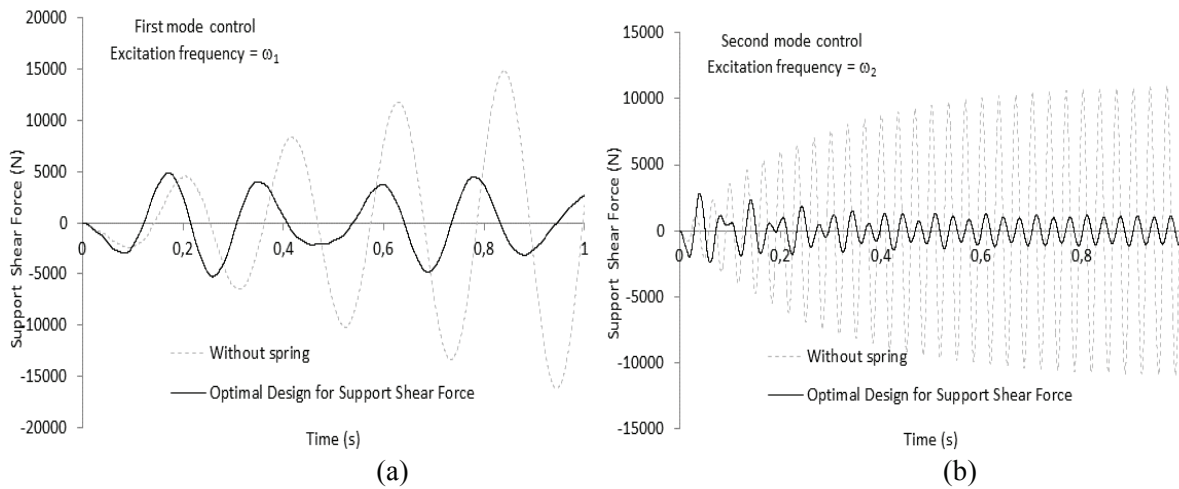 20000
15000
10000
5000
0
-5000
-10000
-15000
-20000
Support Shear Force (N)
First mode control
Excitation frequency = ω1
0
0,2
0,4
0,6
0,8
1
Without spring
Optimal Design for Support Shear Force
Time (s)
(a)
15000
10000
5000
0
-5000
-10000
-15000
Support Shear Force (N)
Second mode control
Excitation frequency = ω2
0
0,2
0,4
0,6
0,8
Without spring
Optimal Design for Support Shear Force
Time (s)
(b)